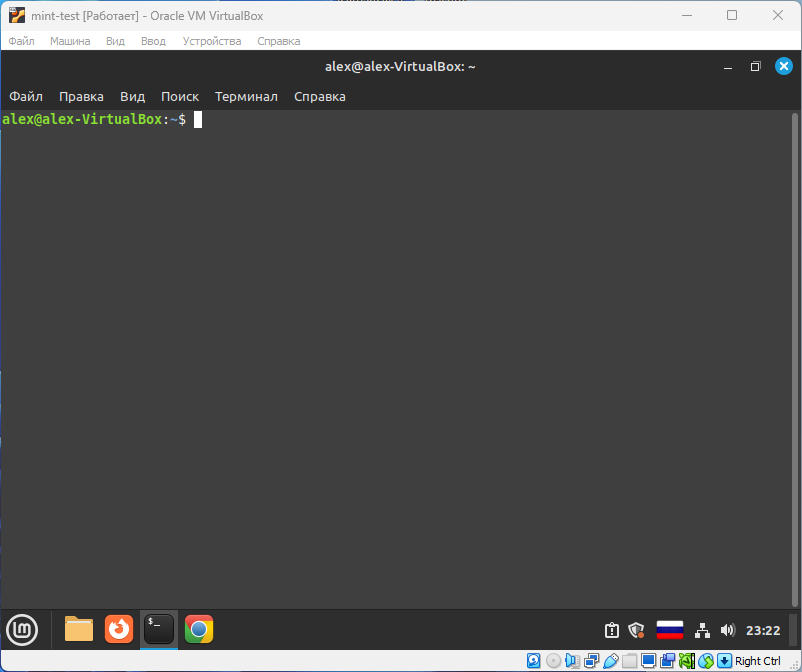 mint-test [Работает] - Oracle VM VirtualBox
Файл Машина Вид Ввод Устройства Справка
alex@alex-VirtualBox: ~
Файл Правка Вид Поиск Терминал Справка
alex@alex-VirtualBox:~$
23:22
Right Ctrl